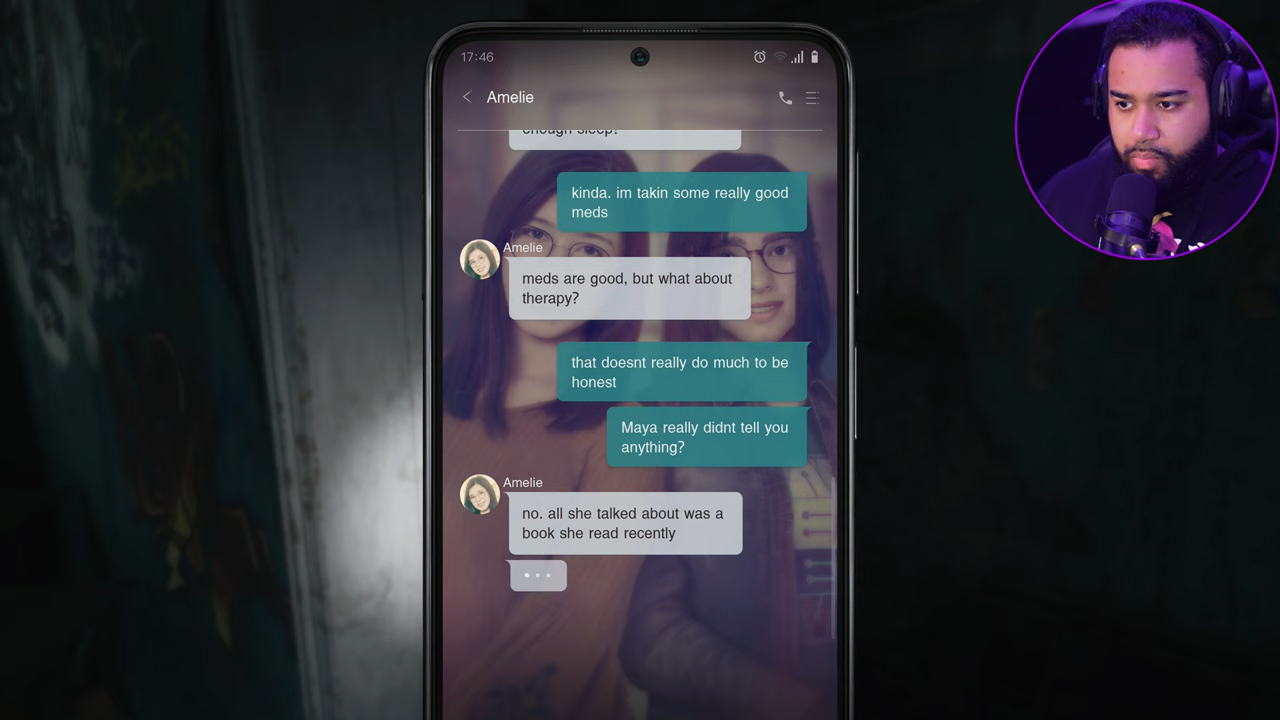 17:46
Amelie
enough sleep?
kinda. im takin some really good
meds
Amelie
meds are good, but what about
therapy?
that doesnt really do much to be
honest
Maya really didnt tell you
anything?
Amelie
no. all she talked about was a
book she read recently